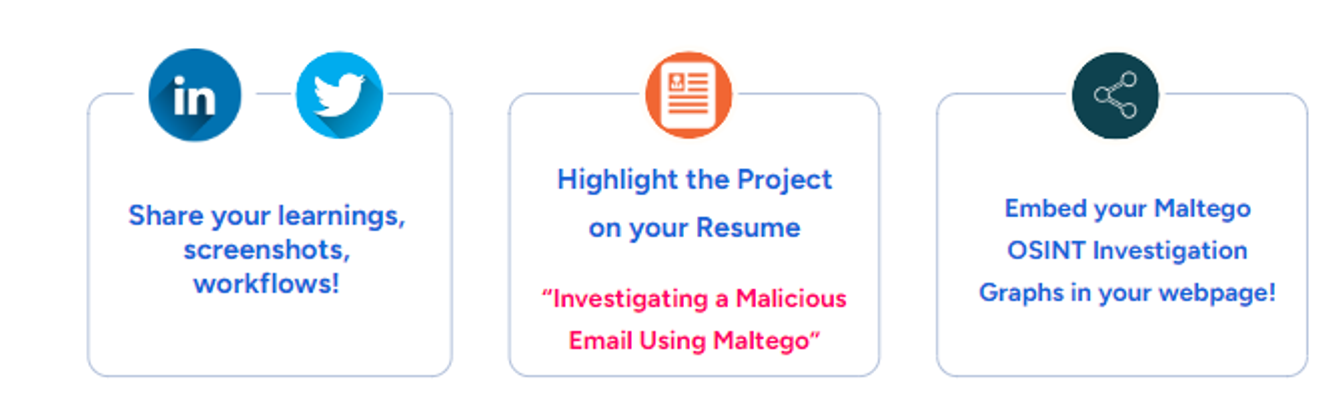 in
Share your learnings,
screenshots,
workflows!
Highlight the Project
on your Resume
“Investigating a Malicious
Email Using Maltego“
Embed your Maltego
OSINT Investigation
Graphs in your webpage!